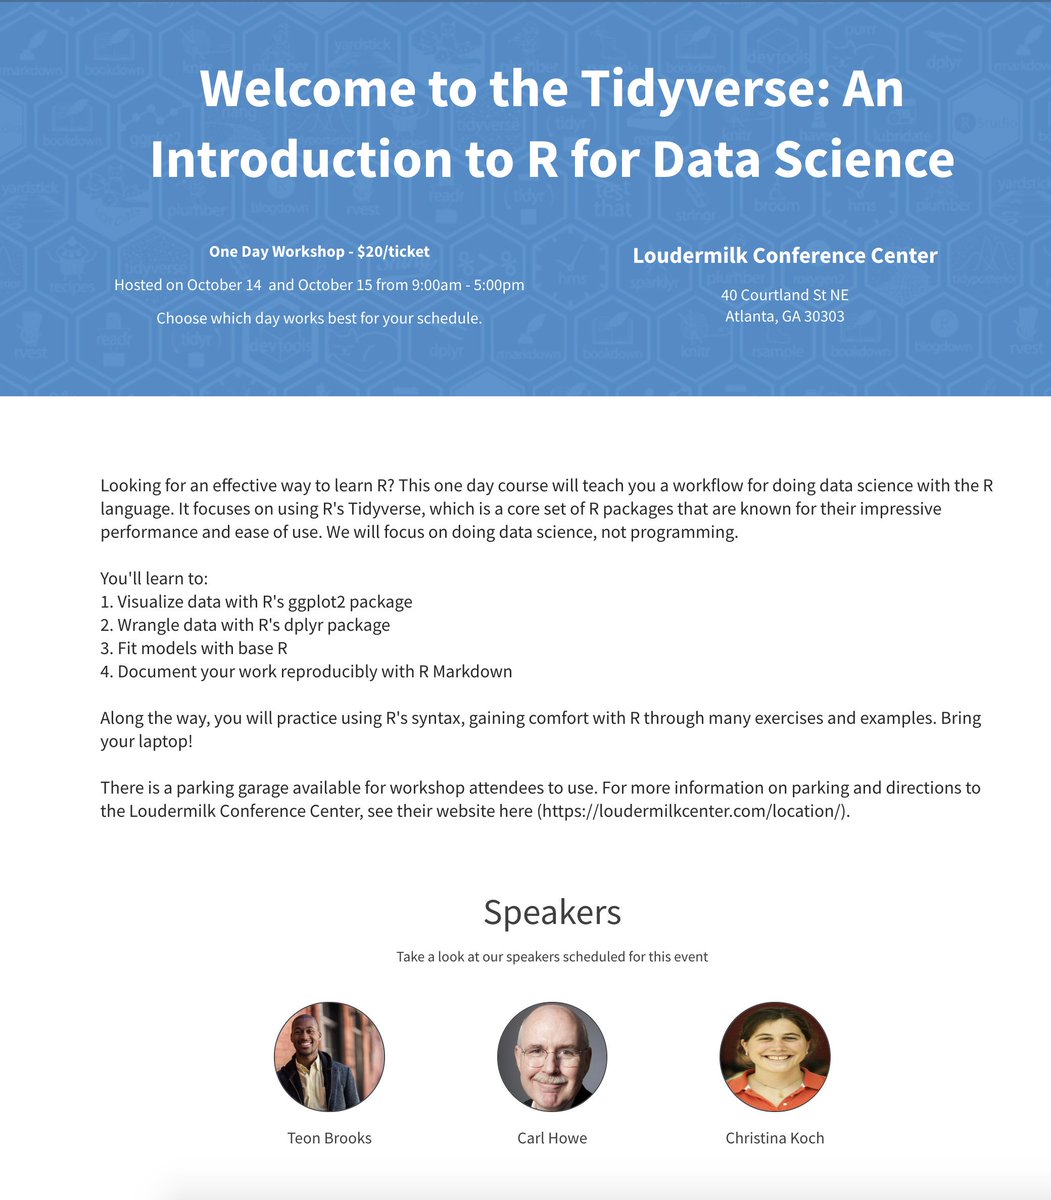 Welcome to the Tidyverse: An
Introduction to R for Data Science
One Day Workshop - $20/ticket
Hosted on October 14  and October 15 from 9:00am - 5:00pm
Choose which day works best for your schedule.
Loudermilk Conference Center
40 Courtland St NE
Atlanta, GA 30303
Looking for an effective way to learn R? This one day course will teach you a workflow for doing data science with the R
language. It focuses on using R's Tidyverse, which is a core set of R packages that are known for their impressive
performance and ease of use. We will focus on doing data science, not programming.
You'll learn to:
1. Visualize data with R's ggplot2 package
2. Wrangle data with R's dplyr package
3. Fit models with base R
4. Document your work reproducibly with R Markdown
Along the way, you will practice using R's syntax, gaining comfort with R through many exercises and examples. Bring
your laptop!
There is a parking garage available for workshop attendees to use. For more information on parking and directions to
the Loudermilk Conference Center, see their website here (https://loudermilkcenter.com/location/).
Speakers
Take a look at our speakers scheduled for this event
Teon Brooks
Carl Howe
Christina Koch